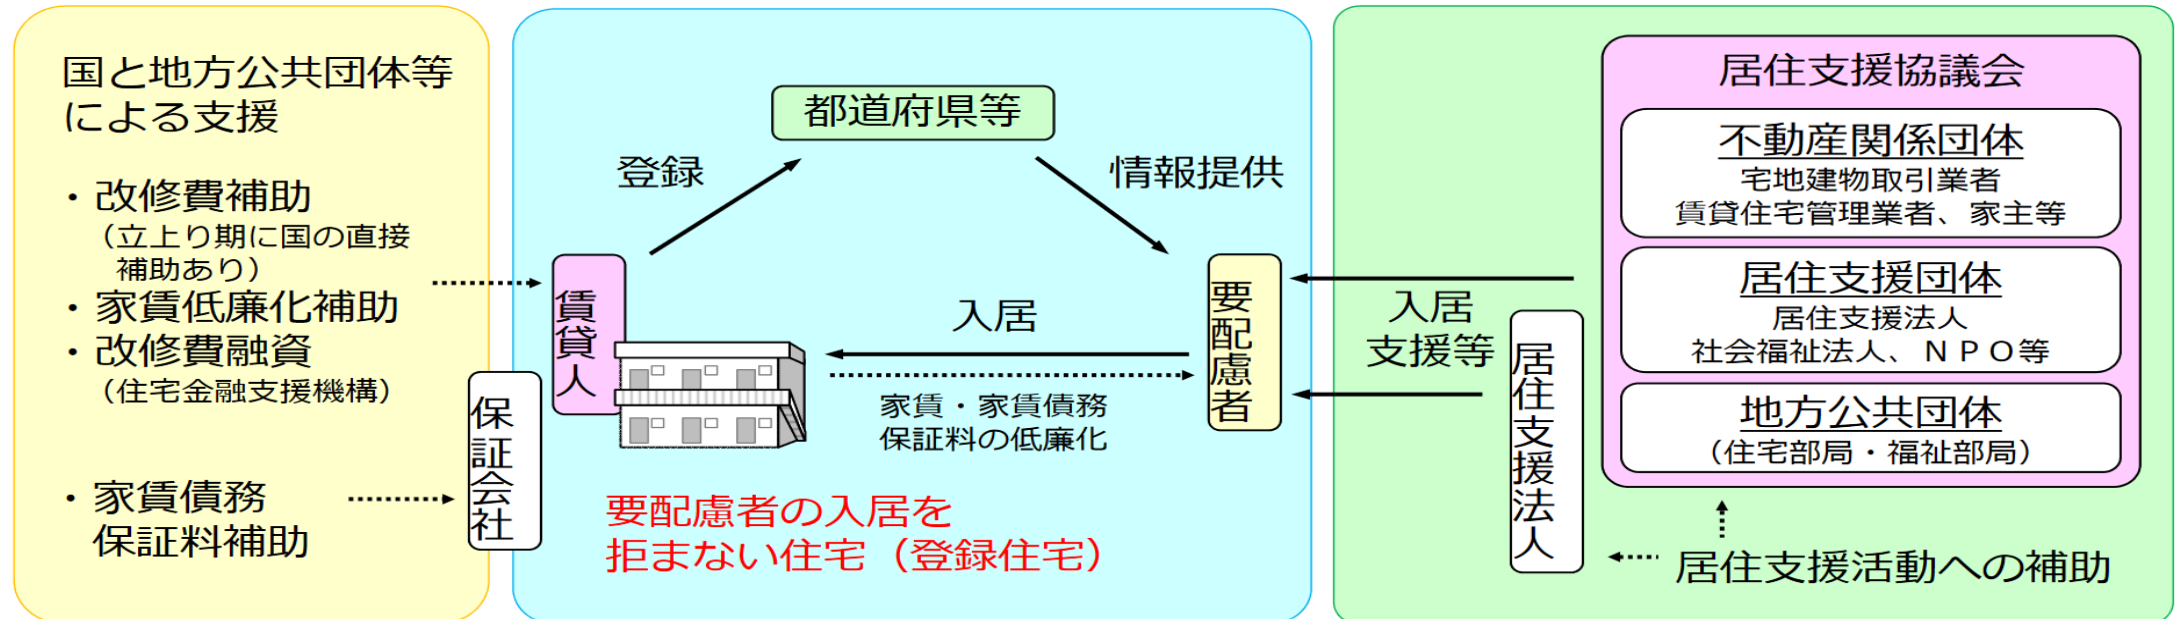 国と地方公共団体等
による支援
・改修費補助
（立上り期に国の直接
補助あり）
・家賃低廉化補助
・改修費融資
（住宅金融支援機構）
・家賃債務
保証料補助
保証会社
都道府県等
登録
情報提供
賃貸人
入居
家賃・家賃債務
保証料の低廉化
要配慮者
要配慮者の入居を
拒まない住宅（登録住宅）
入居
支援等
居住支援法人
居住支援協議会
不動産関係団体
宅地建物取引業者
賃貸住宅管理業者、家主等
居住支援団体
居住支援法人
社会福祉法人、ＮＰＯ等
地方公共団体
（住宅部局・福祉部局）
居住支援活動への補助